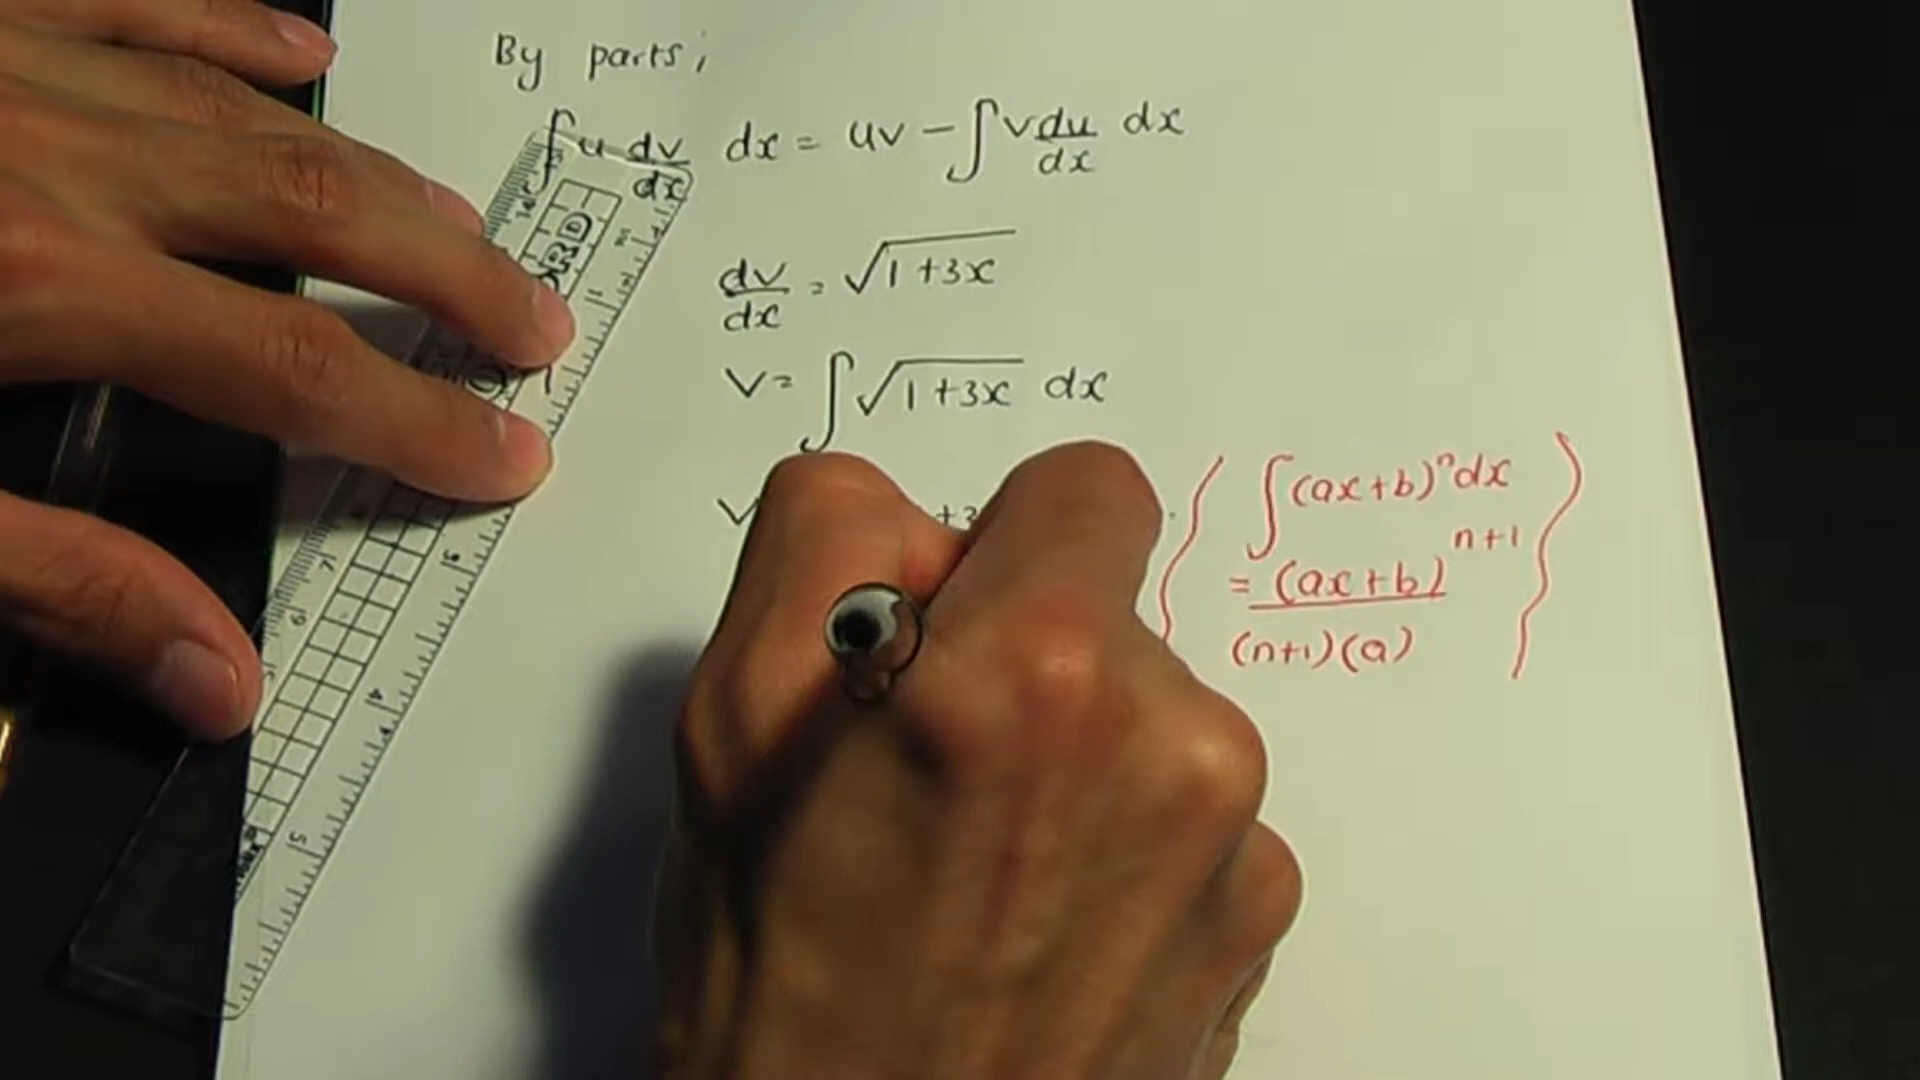 By parts;
∫ u dv/dx dx = uv − ∫ v du/dx dx
dv/dx = √(1+3x)
v = ∫ √(1+3x) dx
v
∫ (ax+b)^n dx
= (ax+b)^(n+1)
(n+1)(a)